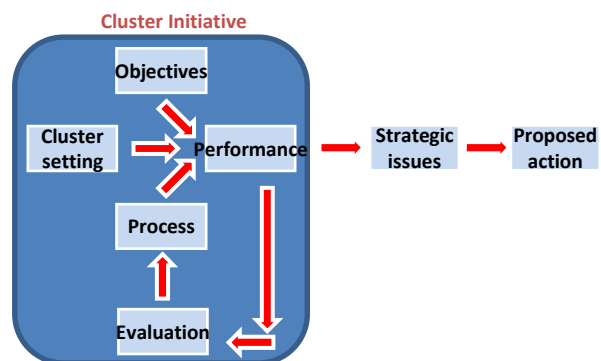 Cluster Initiative
Objectives
Cluster
setting
Performance
Strategic
issues
Proposed
action
Process
Evaluation